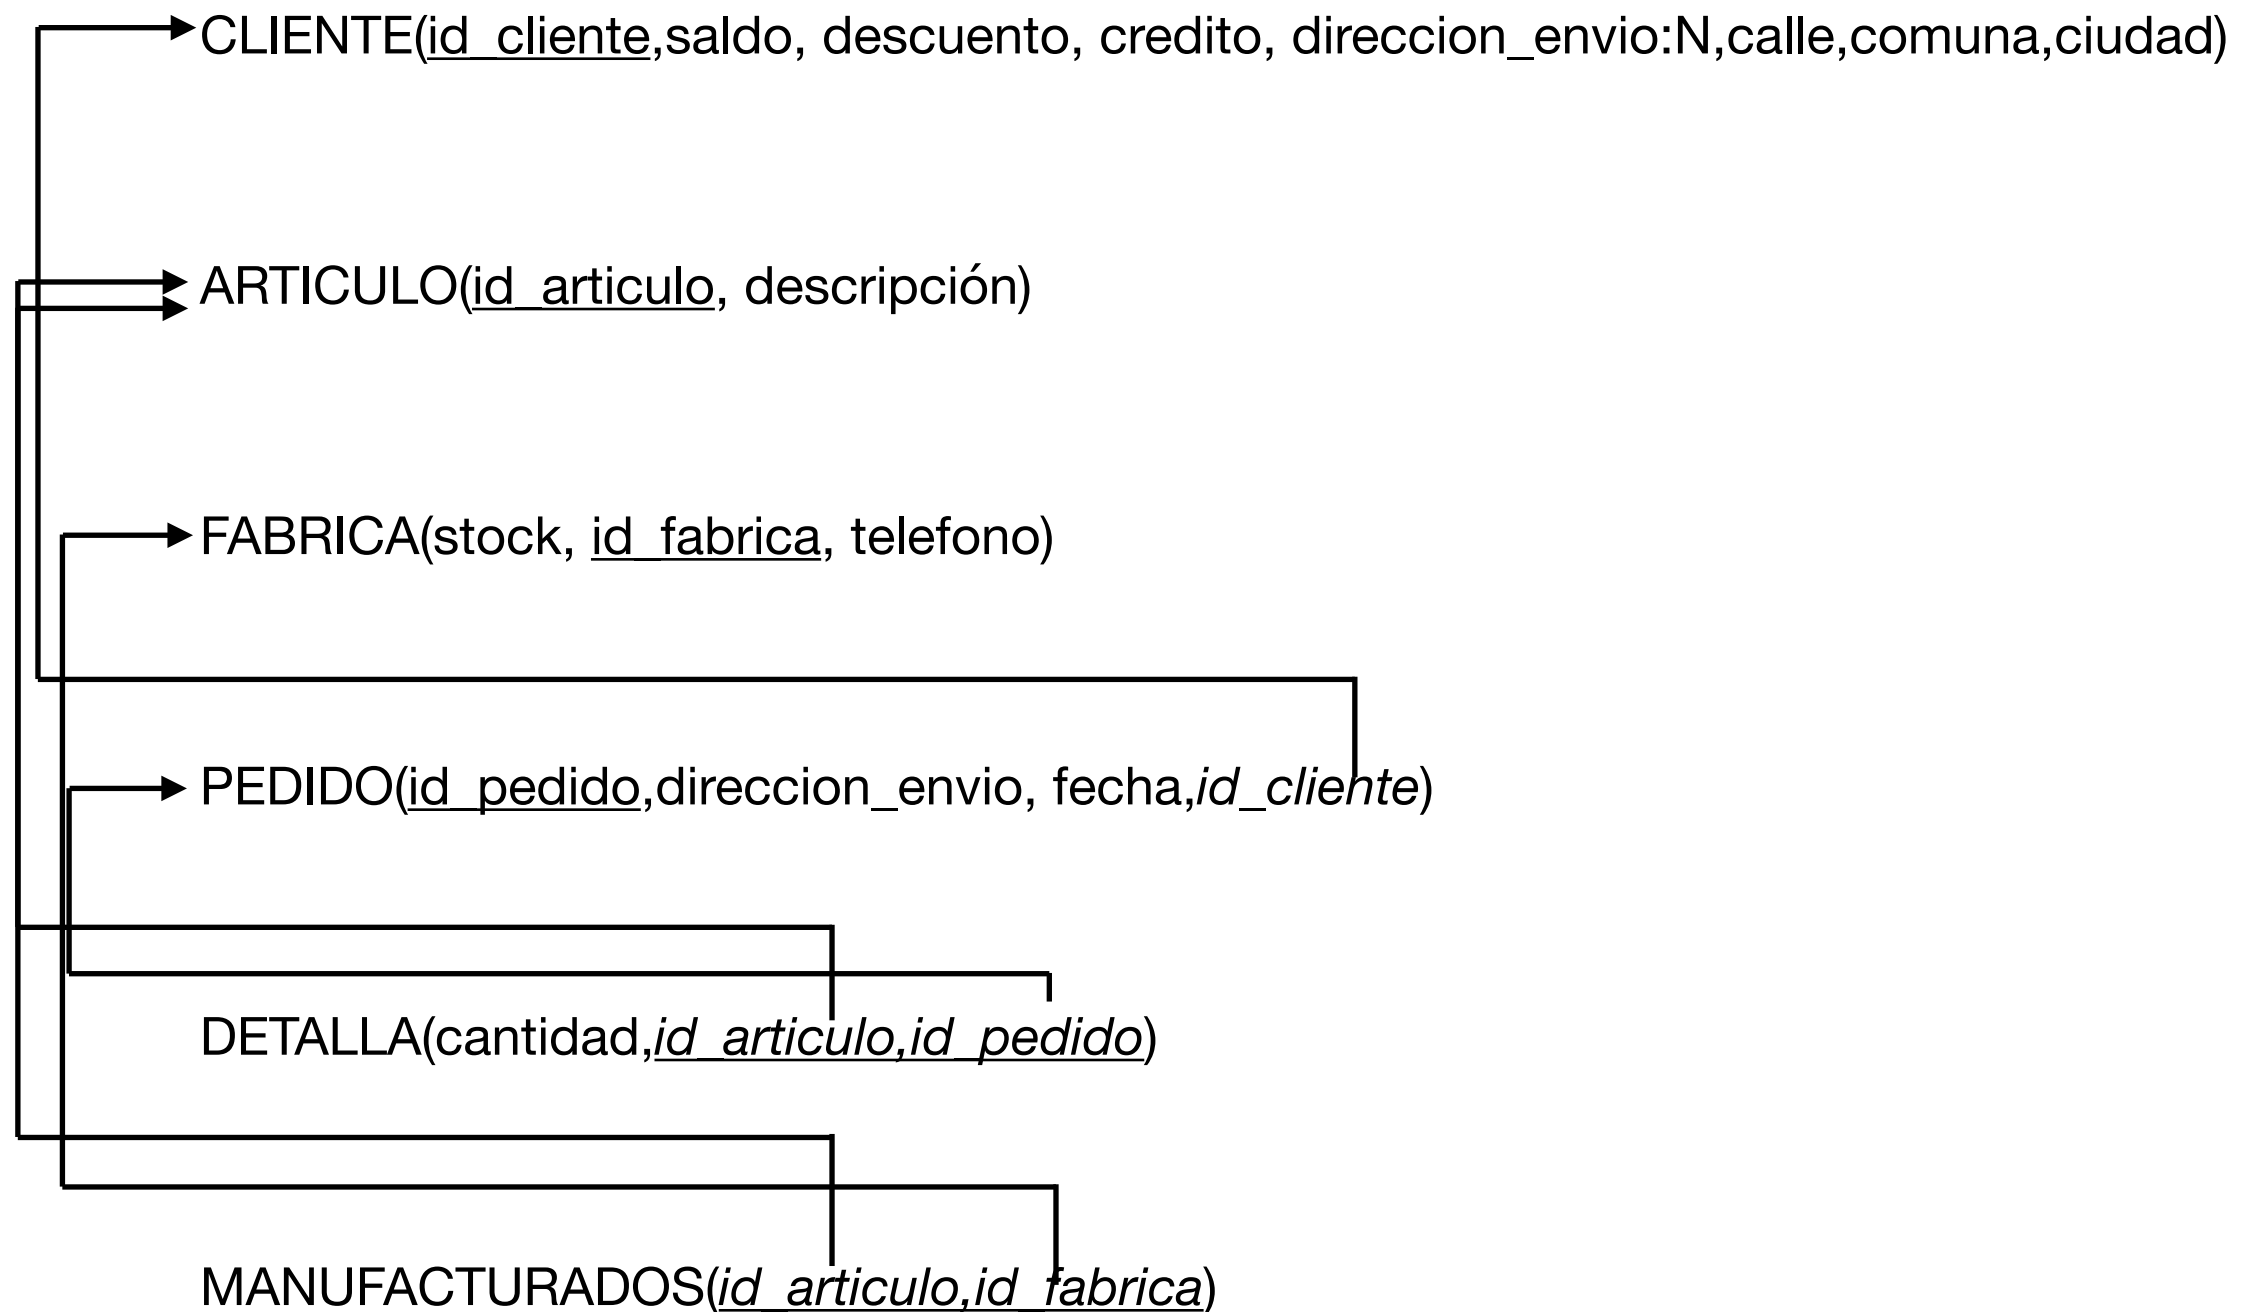 CLIENTE(id_cliente,saldo, descuento, credito, direccion_envio:N,calle,comuna,ciudad)
ARTICULO(id_articulo, descripción)
FABRICA(stock, id_fabrica, telefono)
PEDIDO(id_pedido,direccion_envio, fecha,id_cliente)
DETALLA(cantidad,id_articulo,id_pedido)
MANUFACTURADOS(id_articulo,id_fabrica)